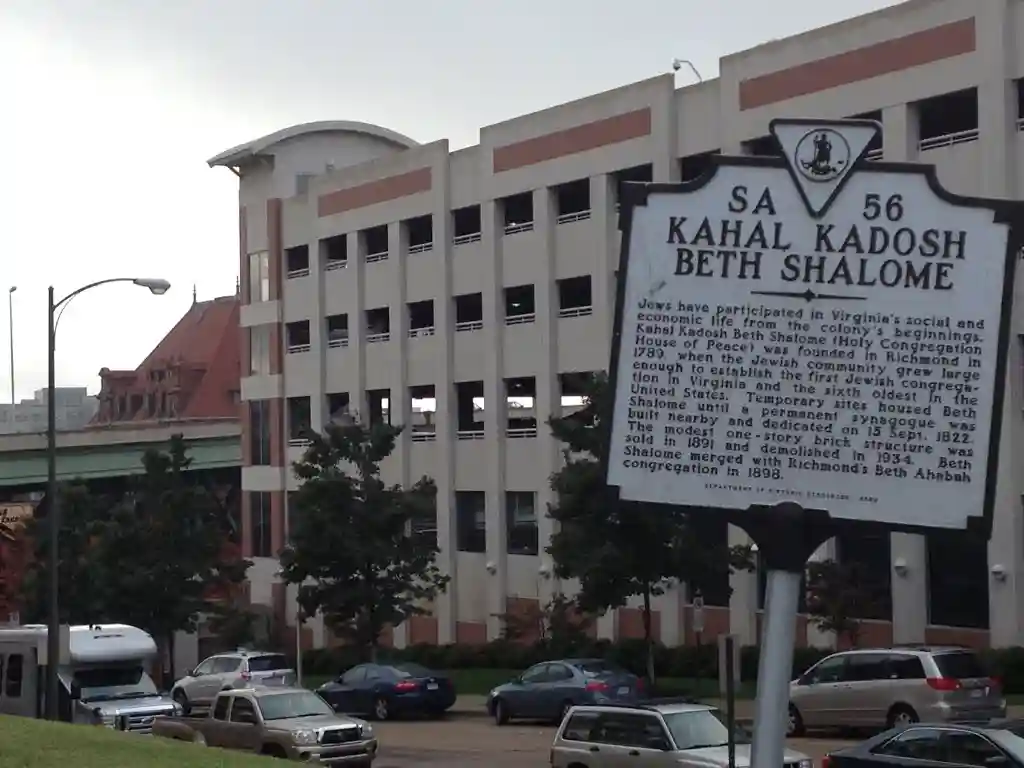 SA 56
KAHAL KADOSH
BETH SHALOME
Jews have participated in Virginia's social and
economic life from the colony's beginnings.
Kahal Kadosh Beth Shalome (Holy Congregation
House of Peace) was founded in Richmond in
1789, when the Jewish community grew large
enough to establish the first Jewish congrega-
tion in Virginia and the sixth oldest in the
United States. Temporary sites housed Beth
Shalome until a permanent synagogue was
built nearby and dedicated on 15 Sept. 1822.
The modest one-story brick structure was
sold in 1891 and demolished in 1934. Beth
Shalome merged with Richmond's Beth Ahabah
congregation in 1898.
DEPARTMENT OF HISTORIC RESOURCES,